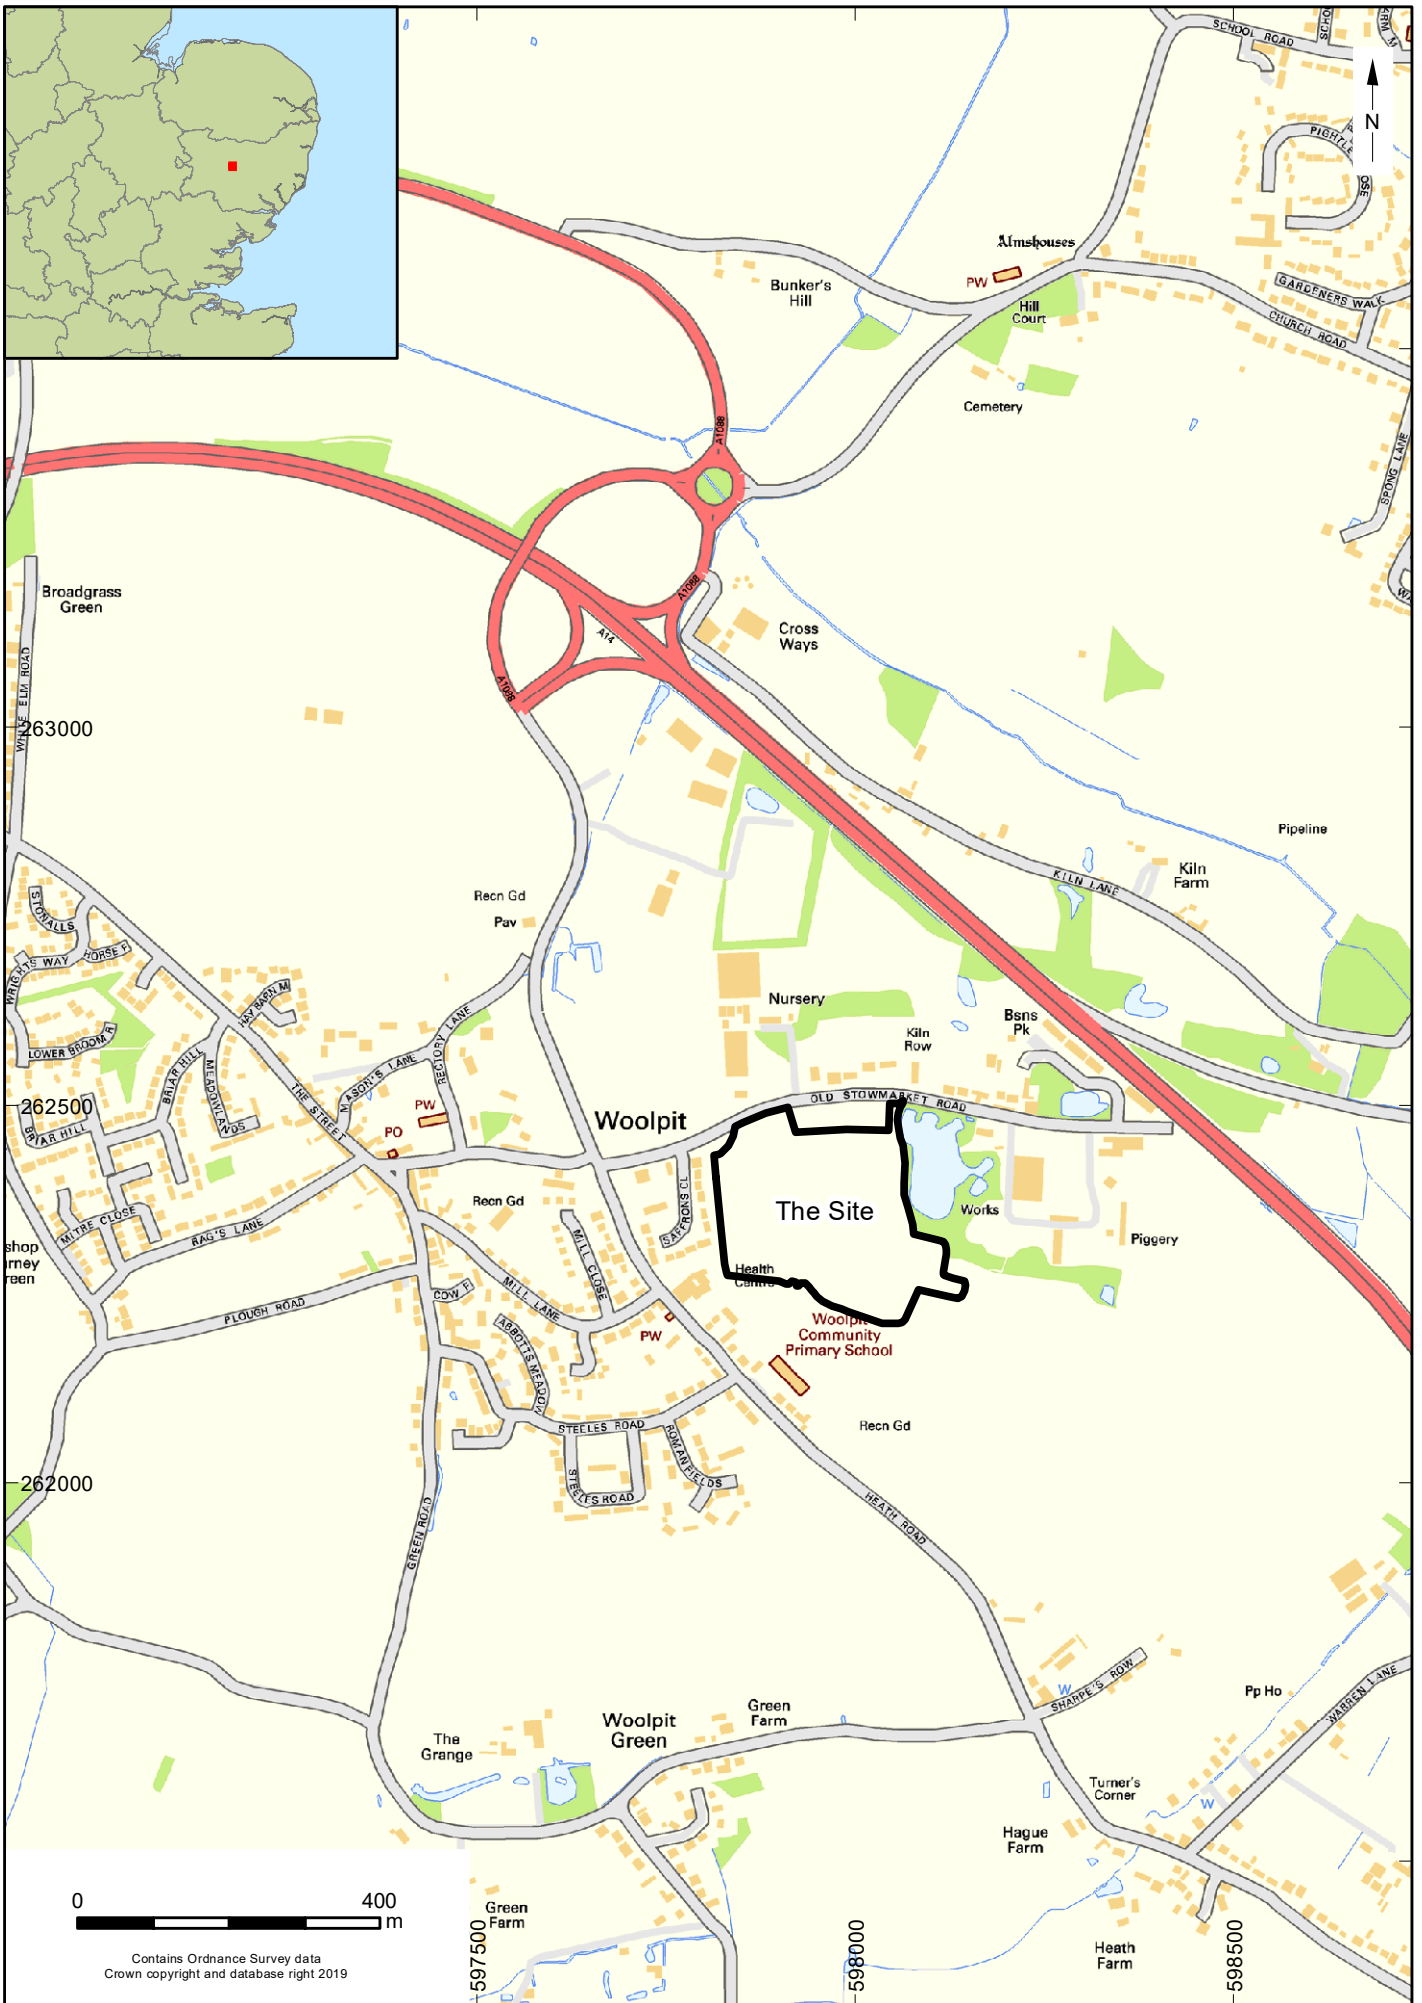 SCHOOL ROAD
N
Almshouses
PW
Bunker's
Hill
Hill
Court
GARDENERS WALK
CHURCH ROAD
Cemetery
A1088
SPONG LANE
Broadgrass
Green
A1088
A14
Cross
Ways
WHITE ELM ROAD
A1088
263000
Pipeline
Kiln
Farm
KILN LANE
Recn Gd
Pav
STONALLS
WRIGHTS WAY
HORSE F
HAY BARN M
Nursery
Bsns
Pk
Kiln
Row
LOWER BROOM R
BRIAR HILL
MEADOWLANDS
THE STREET
MASON'S LANE
RECTORY LANE
262500
BRIAR HILL
PW
PO
Woolpit
OLD STOWMARKET ROAD
Recn Gd
SAFFRONS CL
The Site
Works
Piggery
MITRE CLOSE
RAG'S LANE
shop
rney
reen
MILL CLOSE
Health
Centre
PLOUGH ROAD
COW F
MILL LANE
ABBOTTS MEADOW
PW
Woolpit
Community
Primary School
Recn Gd
STEELES ROAD
ROMAN FIELDS
262000
STEELES ROAD
HEATH ROAD
GREEN ROAD
W
SHARPE'S ROW
Pp Ho
WARREN LANE
Green
Farm
Woolpit
Green
The
Grange
Turner's
Corner
W
Hague
Farm
0 400
m
Green
Farm
Contains Ordnance Survey data
Crown copyright and database right 2019
597500
598000
598500
Heath
Farm